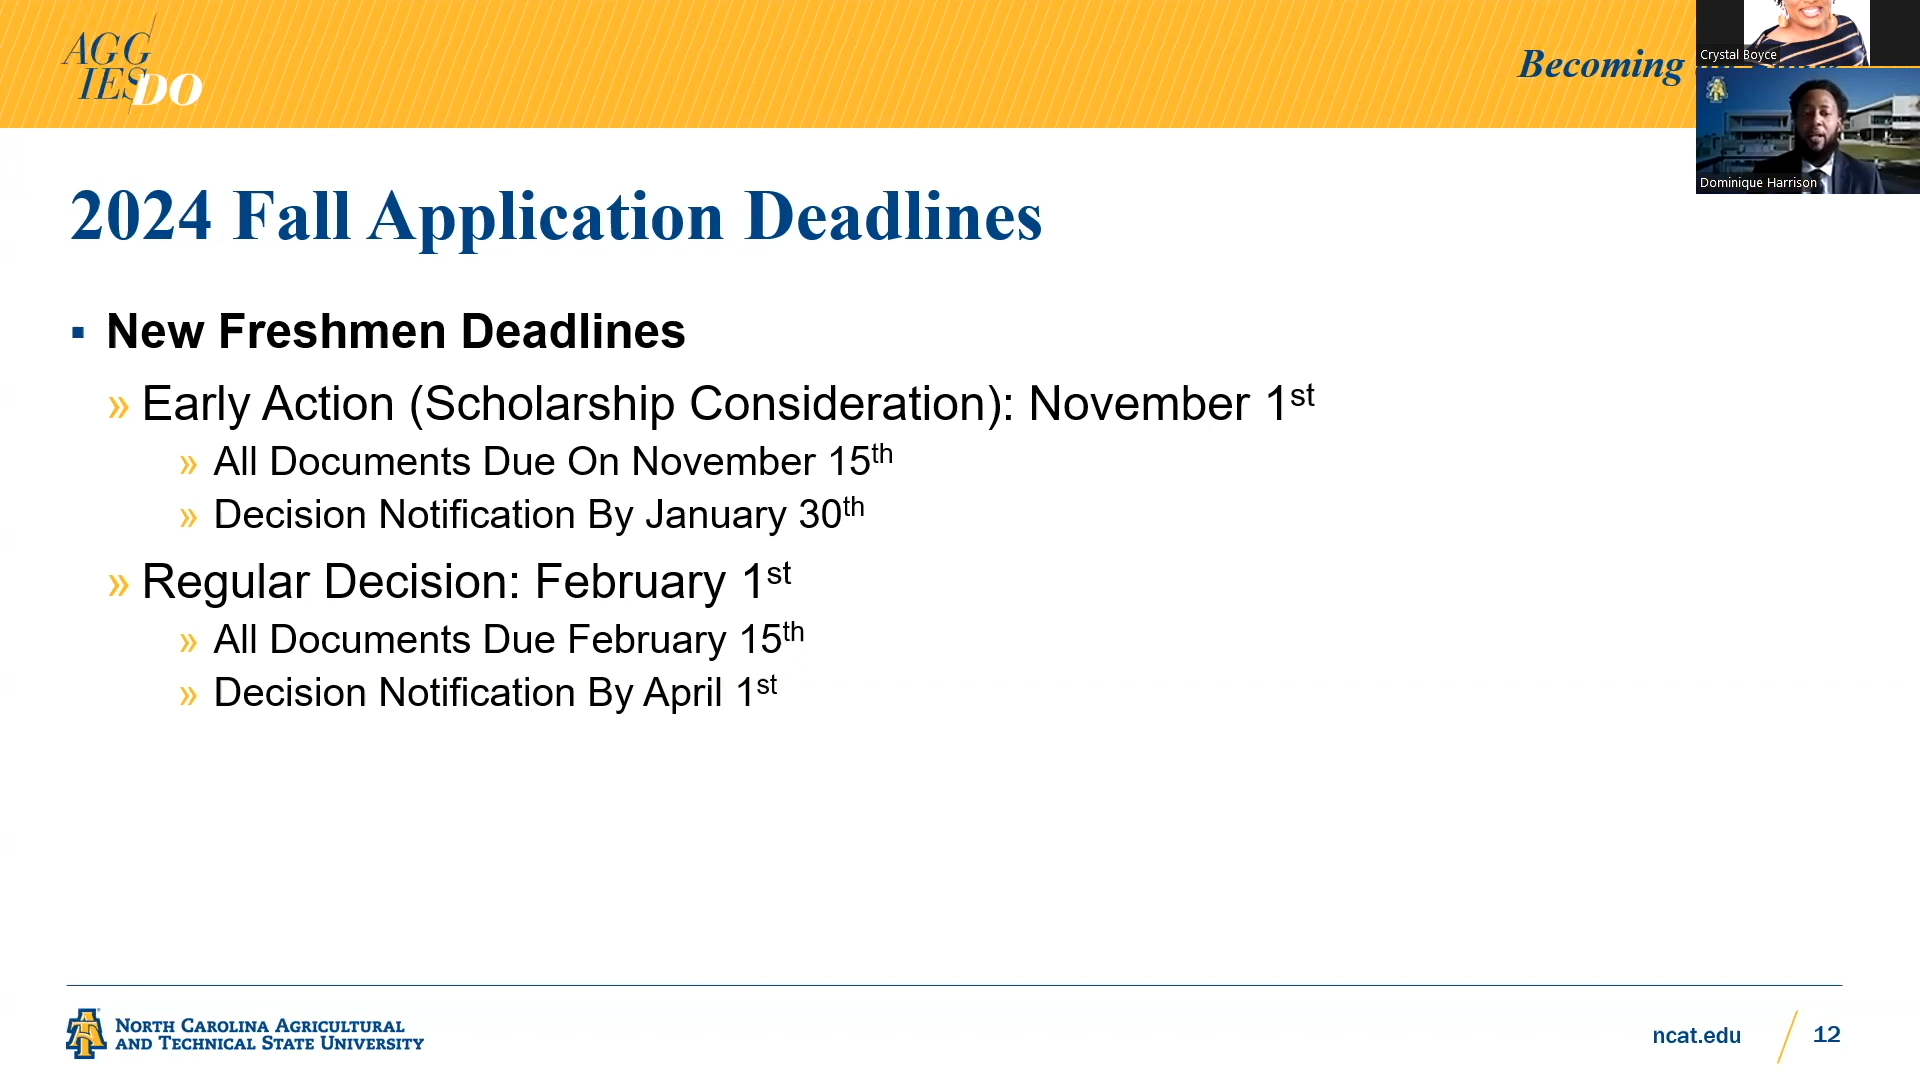 AGG
IESDO
Becoming
Crystal Boyce
Dominique Harrison
2024 Fall Application Deadlines
▪ New Freshmen Deadlines
» Early Action (Scholarship Consideration): November 1st
» All Documents Due On November 15th
» Decision Notification By January 30th
» Regular Decision: February 1st
» All Documents Due February 15th
» Decision Notification By April 1st
North Carolina Agricultural
and Technical State University
ncat.edu
12